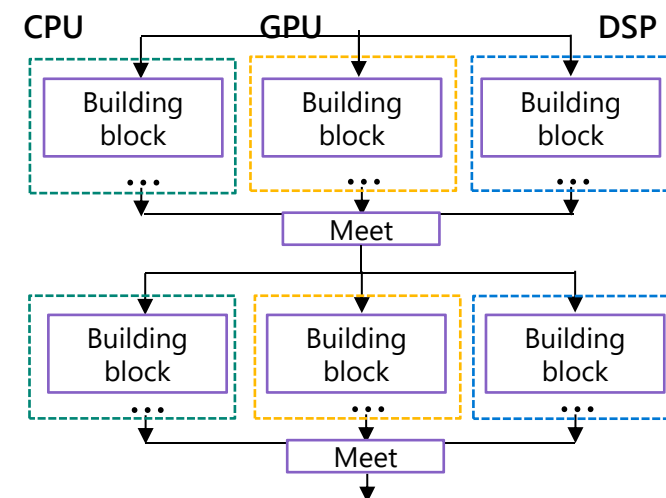 CPU GPU DSP
Building
block
...
Building
block
...
Building
block
...
Meet
Building
block
...
Building
block
...
Building
block
...
Meet